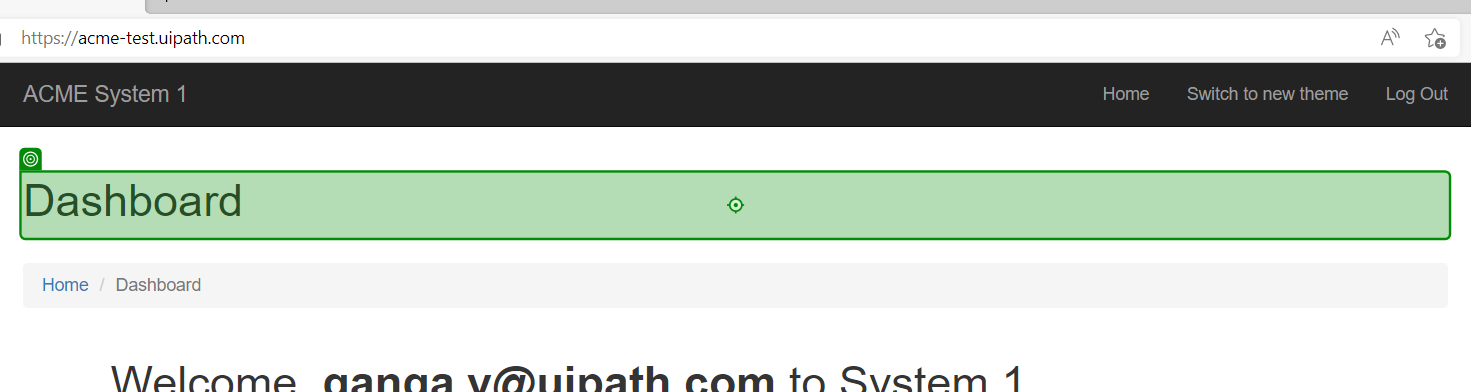 https://acme-test.uipath.com
ACME System 1 Home Switch to new theme Log Out
Dashboard
Home / Dashboard
Welcome, ganga.v@uipath.com to System 1